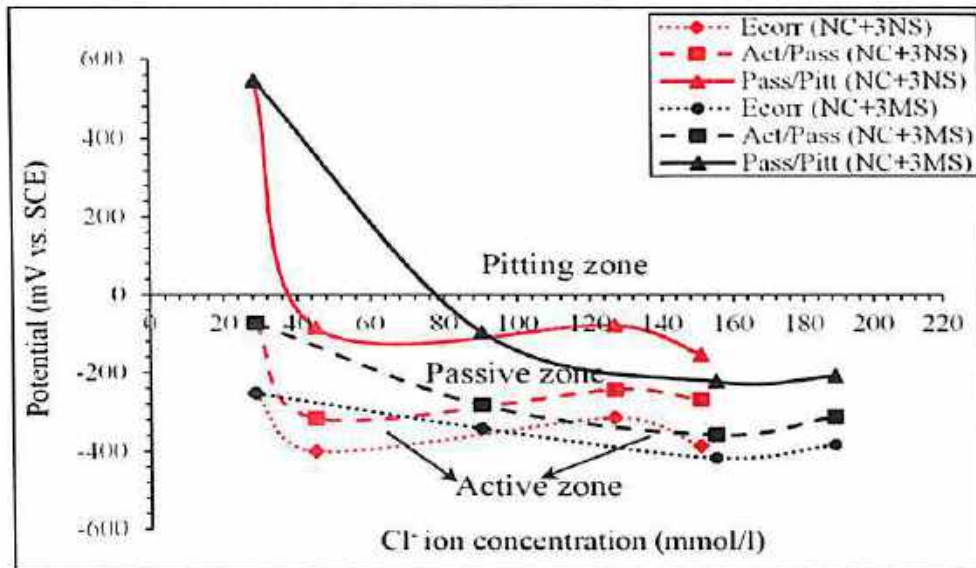 Ecorr (NC+3NS)
Act/Pass (NC+3NS)
Pass/Pitt (NC+3NS)
Ecorr (NC+3MS)
Act/Pass (NC+3MS)
Pass/Pitt (NC+3MS)
600
400
200
0
-200
-400
-600
Potential (mV vs. SCE)
Pitting zone
0 20 40 60 80 100 120 140 160 180 200 220
Passive zone
Active zone
Cl⁻ ion concentration (mmol/l)